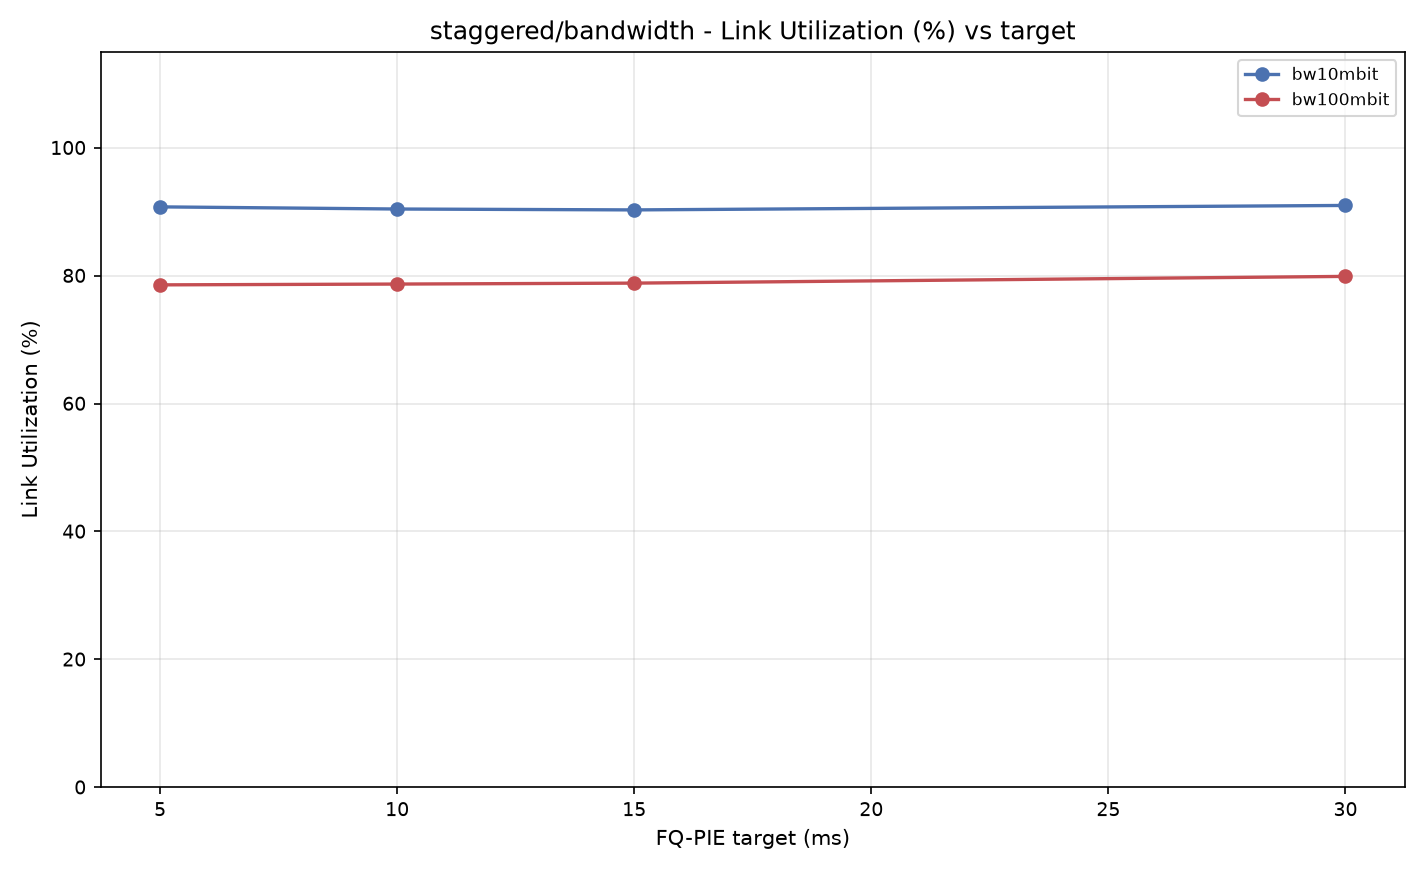 staggered/bandwidth - Link Utilization (%) vs target
bw10mbit
bw100mbit
Link Utilization (%)
100
80
60
40
20
0
5 10 15 20 25 30
FQ-PIE target (ms)